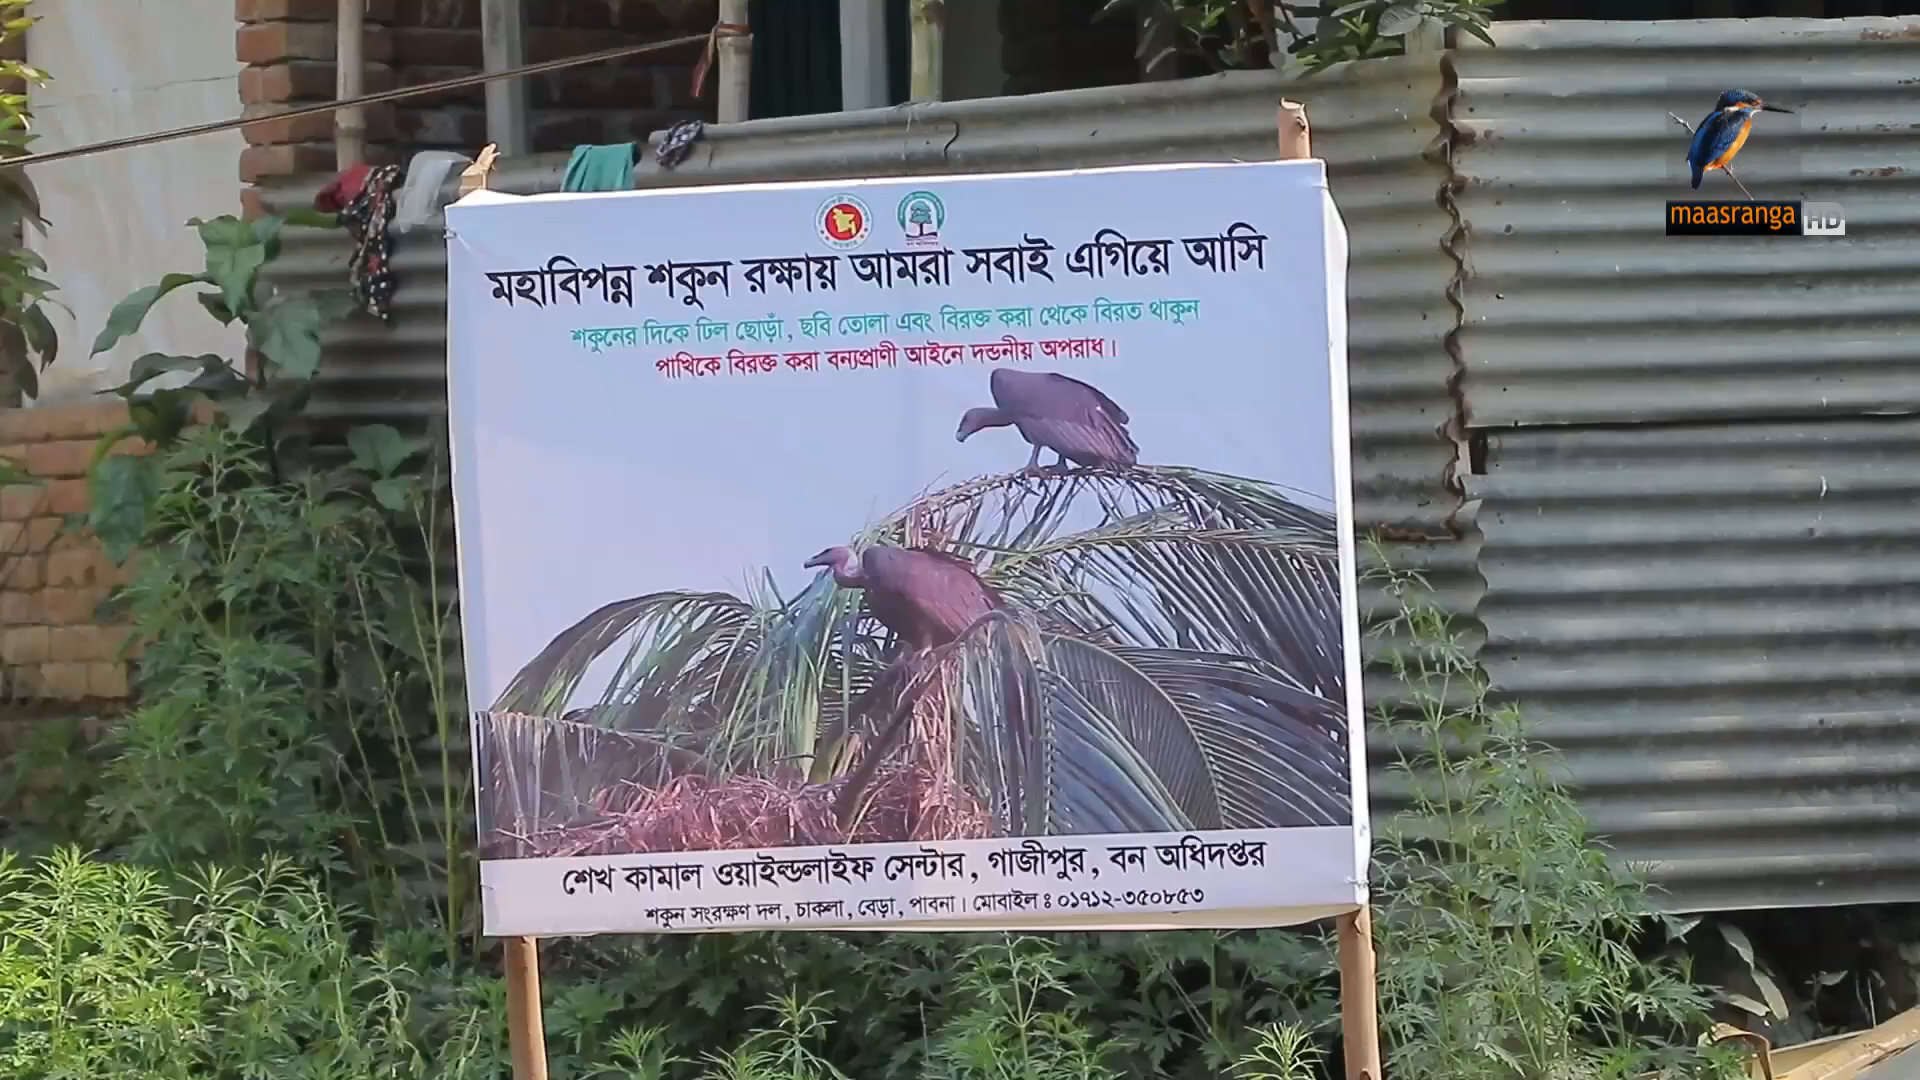 মহাবিপন্ন শকুন রক্ষায় আমরা সবাই এগিয়ে আসি
শকুনের দিকে ঢিল ছোড়াঁ, ছবি তোলা এবং বিরক্ত করা থেকে বিরত থাকুন
পাখিকে বিরক্ত করা বন্যপ্রাণী আইনে দন্ডনীয় অপরাধ।
শেখ কামাল ওয়াইল্ডলাইফ সেন্টার, গাজীপুর, বন অধিদপ্তর
শকুন সংরক্ষণ দল, চাকলা, বেড়া, পাবনা। মোবাইল ঃ ০১৭১২-৩৫০৮৫৩
maasranga HD